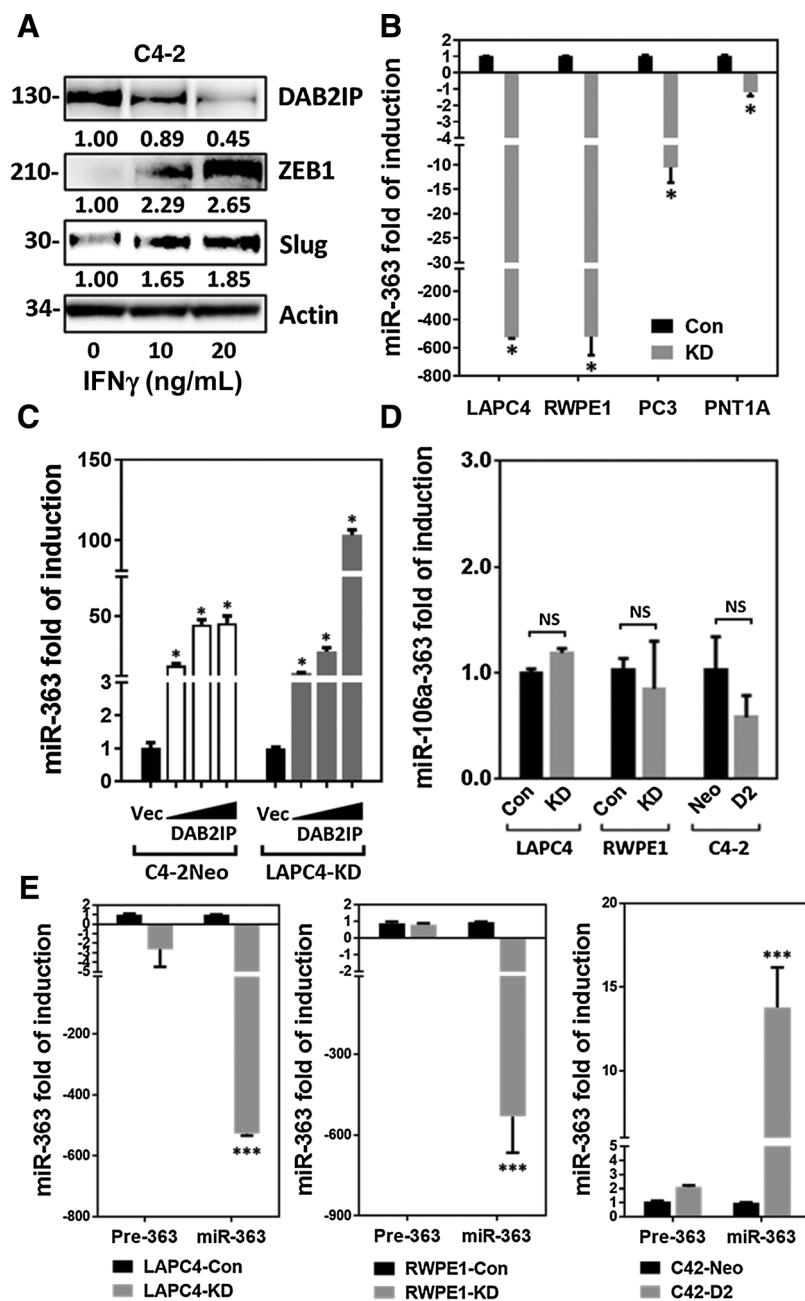 A
C4-2
130-
DAB2IP
1.00 0.89 0.45
210-
ZEB1
1.00 2.29 2.65
30-
Slug
1.00 1.65 1.85
34-
Actin
0 10 20
IFNγ (ng/mL)
B
miR-363 fold of induction
2
1
0
-1
-2
-4
-5
-10
-15
-20
-25
-30
-200
-400
-600
-800
* * * *
Con
KD
LAPC4 RWPE1 PC3 PNT1A
C
miR-363 fold of induction
150
100
50
3
2
1
0
* * * * * *
Vec DAB2IP Vec DAB2IP
C4-2Neo LAPC4-KD
D
miR-106a-363 fold of induction
3.0
2.0
1.0
0.0
NS NS NS
Con KD Con KD Neo D2
LAPC4 RWPE1 C4-2
E
miR-363 fold of induction
2
1
0
-1
-2
-3
-4
-5
-200
-400
-600
-800
***
Pre-363 miR-363
LAPC4-Con
LAPC4-KD
miR-363 fold of induction
2
1
0
1
2
-300
-600
-900
***
Pre-363 miR-363
RWPE1-Con
RWPE1-KD
miR-363 fold of induction
20
15
10
5
4
3
2
1
0
***
Pre-363 miR-363
C42-Neo
C42-D2